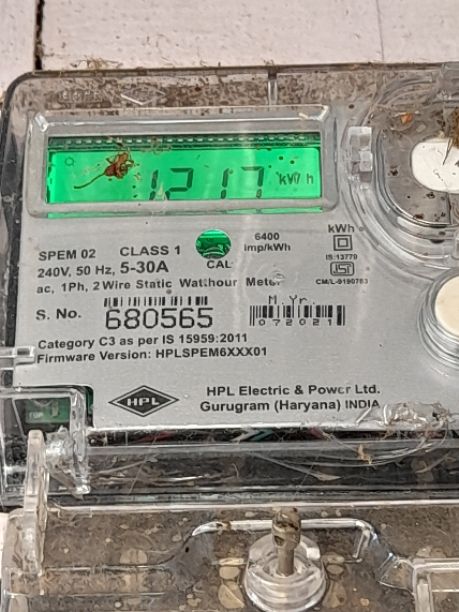 1217 kWh
6400
imp/kWh
kWh
SPEM 02 CLASS 1
240V, 50 Hz, 5-30A
CAL
IS:13779
ac, 1Ph, 2 Wire Static Watthour Meter
CM/L-9190783
M.Yr.
S. No. 680565
072021
Category C3 as per IS 15959:2011
Firmware Version: HPLSPEM6XXX01
HPL
HPL Electric & Power Ltd.
Gurugram (Haryana) INDIA